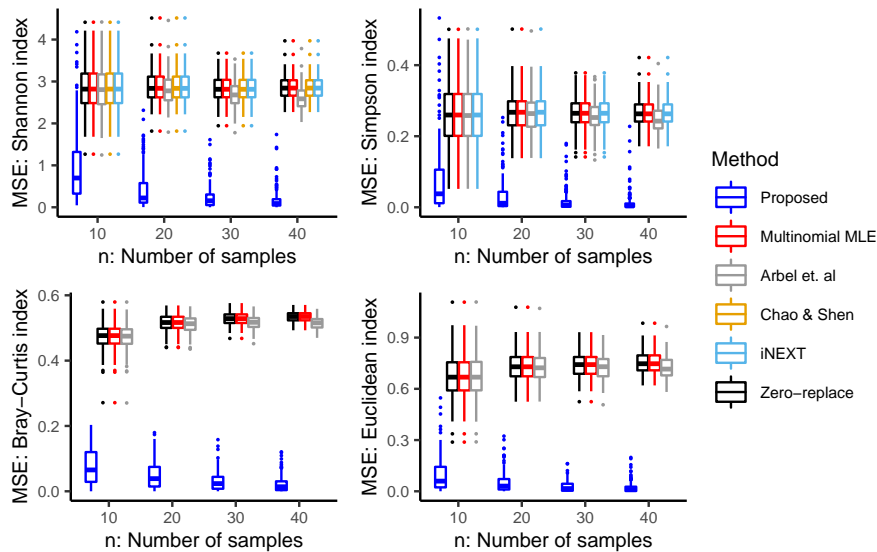 MSE: Shannon index
4
3
2
1
0
10
20
30
40
n: Number of samples
MSE: Simpson index
0.4
0.2
0.0
10
20
30
40
n: Number of samples
MSE: Bray−Curtis index
0.6
0.4
0.2
0.0
10
20
30
40
n: Number of samples
MSE: Euclidean index
0.9
0.6
0.3
0.0
10
20
30
40
n: Number of samples
Method
Proposed
Multinomial MLE
Arbel et. al
Chao & Shen
iNEXT
Zero−replace